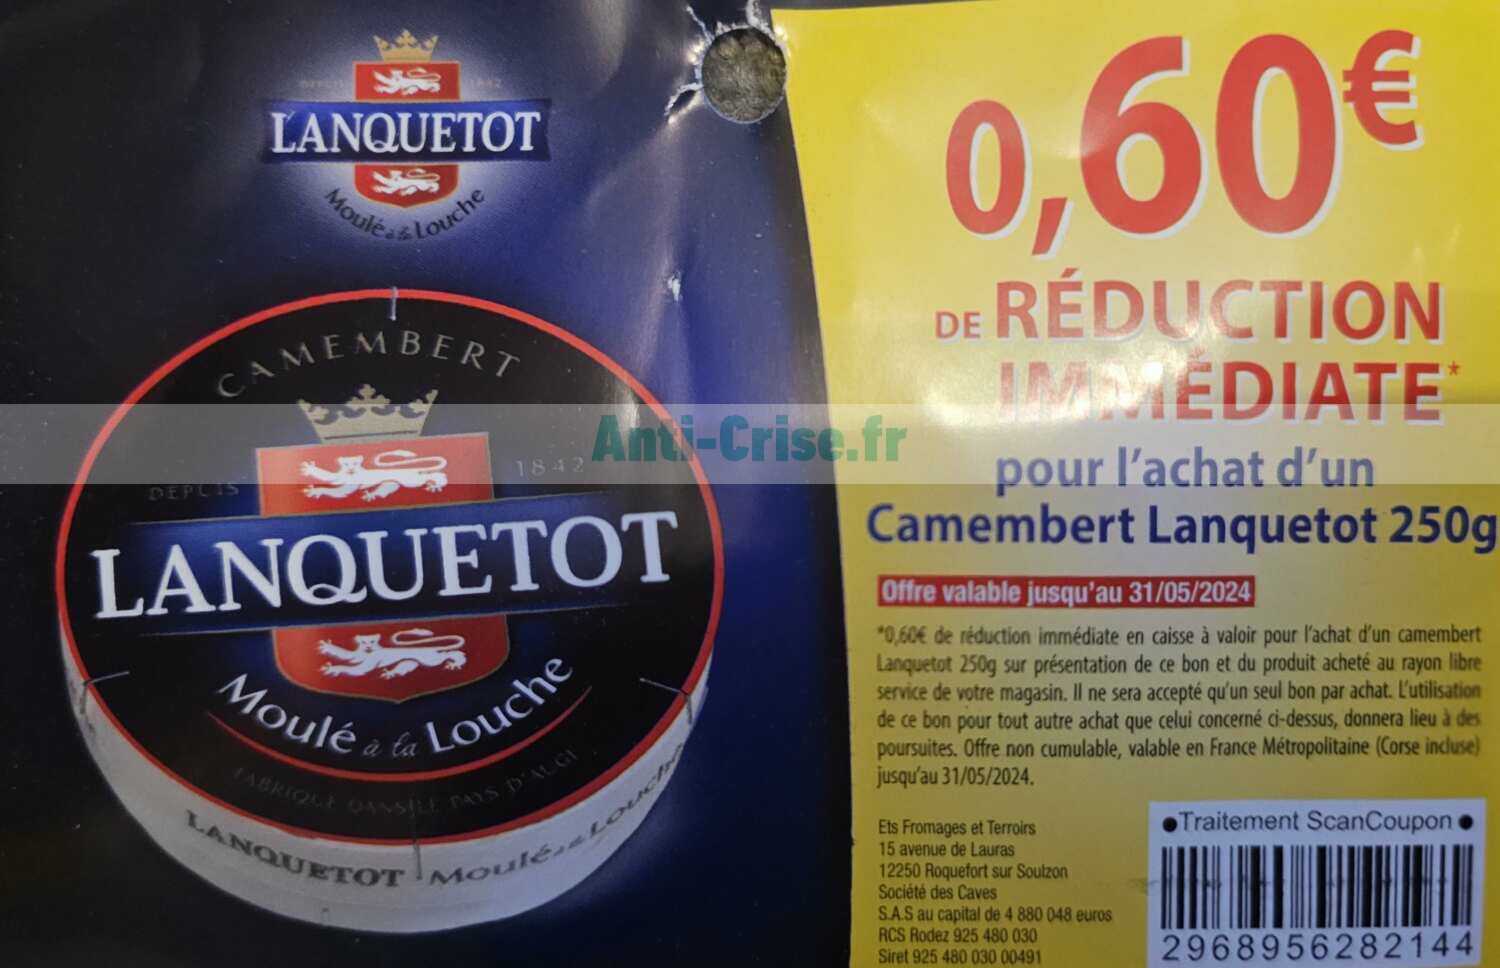 DEPUIS 1842
LANQUETOT
Moulé à la Louche
CAMEMBERT
DEPUIS 1842
LANQUETOT
Moulé à la Louche
FABRIQUÉ DANS LE PAYS D'AUGE
LANQUETOT Moulé à la Louche
Anti-Crise.fr
0,60€
DE RÉDUCTION
IMMÉDIATE*
pour l'achat d'un
Camembert Lanquetot 250g
Offre valable jusqu'au 31/05/2024
*0,60€ de réduction immédiate en caisse à valoir pour l'achat d'un camembert
Lanquetot 250g sur présentation de ce bon et du produit acheté au rayon libre
service de votre magasin. Il ne sera accepté qu'un seul bon par achat. L'utilisation
de ce bon pour tout autre achat que celui concerné ci-dessus, donnera lieu à des
poursuites. Offre non cumulable, valable en France Métropolitaine (Corse incluse)
jusqu'au 31/05/2024.
Ets Fromages et Terroirs
15 avenue de Lauras
12250 Roquefort sur Soulzon
Société des Caves
S.A.S au capital de 4 880 048 euros
RCS Rodez 925 480 030
Siret 925 480 030 00491
●Traitement ScanCoupon●
2968956282144